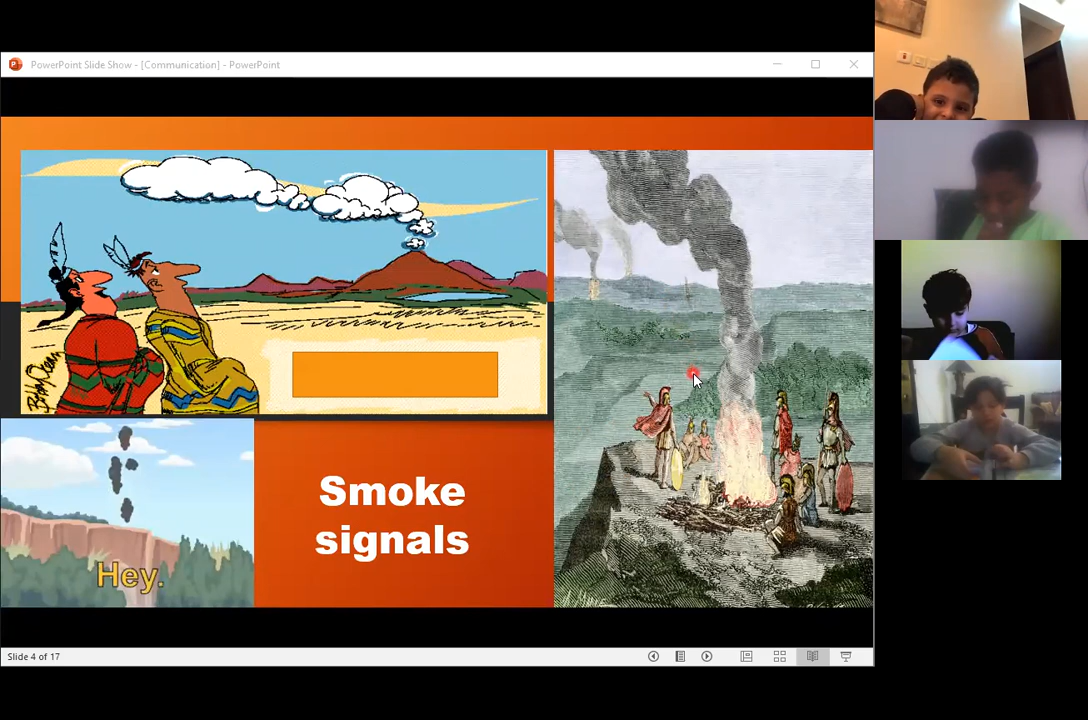 PowerPoint Slide Show - [Communication] - PowerPoint
Hey.
Smoke
signals
Slide 4 of 17